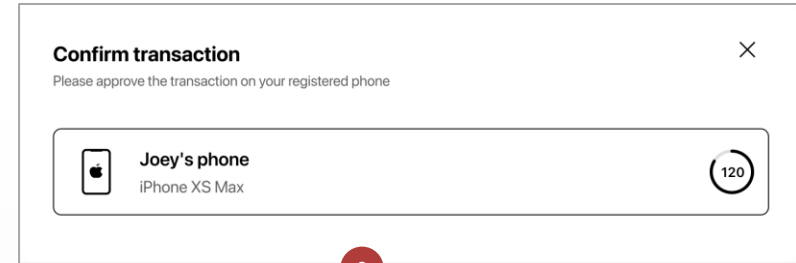 Confirm transaction
Please approve the transaction on your registered phone
Joey's phone
iPhone XS Max
120